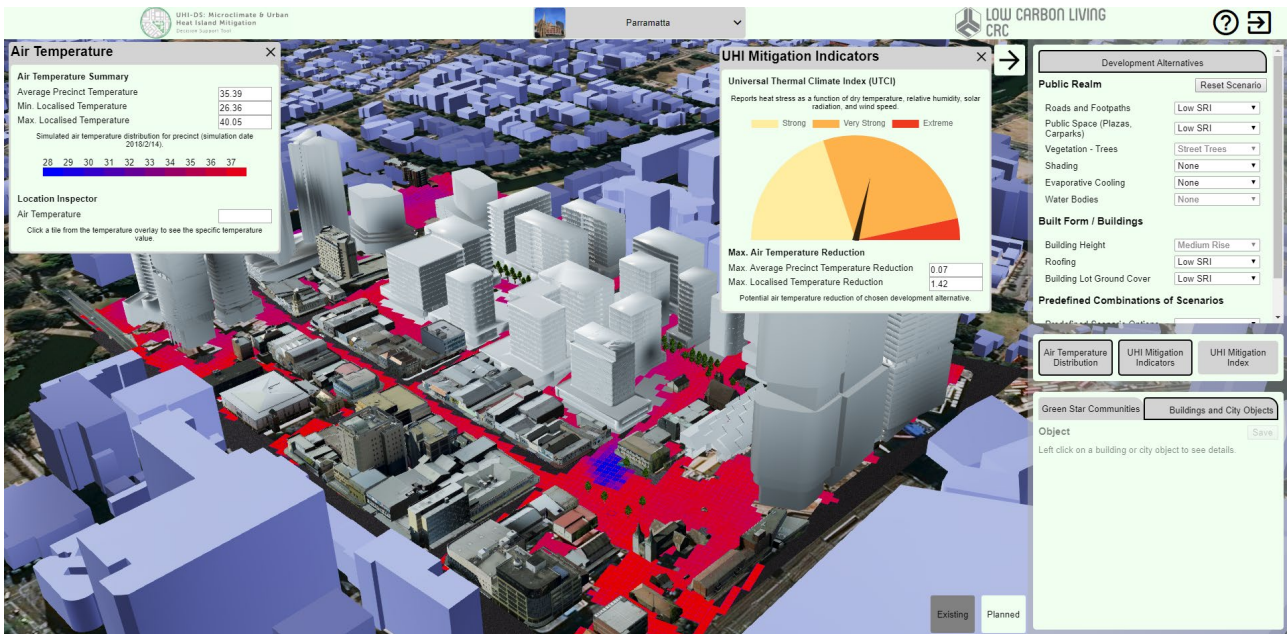 UHI-DS: Microclimate & Urban
Heat Island Mitigation
Decision Support Tool
Parramatta
LOW CARBON LIVING
CRC
Air Temperature
Air Temperature Summary
Average Precinct Temperature 35.39
Min. Localised Temperature 26.36
Max. Localised Temperature 40.05
Simulated air temperature distribution for precinct (simulation date
2018/2/14).
28 29 30 31 32 33 34 35 36 37
Location Inspector
Air Temperature
Click a tile from the temperature overlay to see the specific temperature
value.
UHI Mitigation Indicators
Universal Thermal Climate Index (UTCI)
Reports heat stress as a function of dry temperature, relative humidity, solar
radiation, and wind speed.
Strong Very Strong Extreme
Max. Air Temperature Reduction
Max. Average Precinct Temperature Reduction 0.07
Max. Localised Temperature Reduction 1.42
Potential air temperature reduction of chosen development alternative.
Development Alternatives
Public Realm Reset Scenario
Roads and Footpaths Low SRI
Public Space (Plazas,
Carparks) Low SRI
Vegetation - Trees Street Trees
Shading None
Evaporative Cooling None
Water Bodies None
Built Form / Buildings
Building Height Medium Rise
Roofing Low SRI
Building Lot Ground Cover Low SRI
Predefined Combinations of Scenarios
Predefined Scenario Options
Air Temperature
Distribution
UHI Mitigation
Indicators
UHI Mitigation
Index
Green Star Communities Buildings and City Objects
Object Save
Left click on a building or city object to see details.
Existing Planned